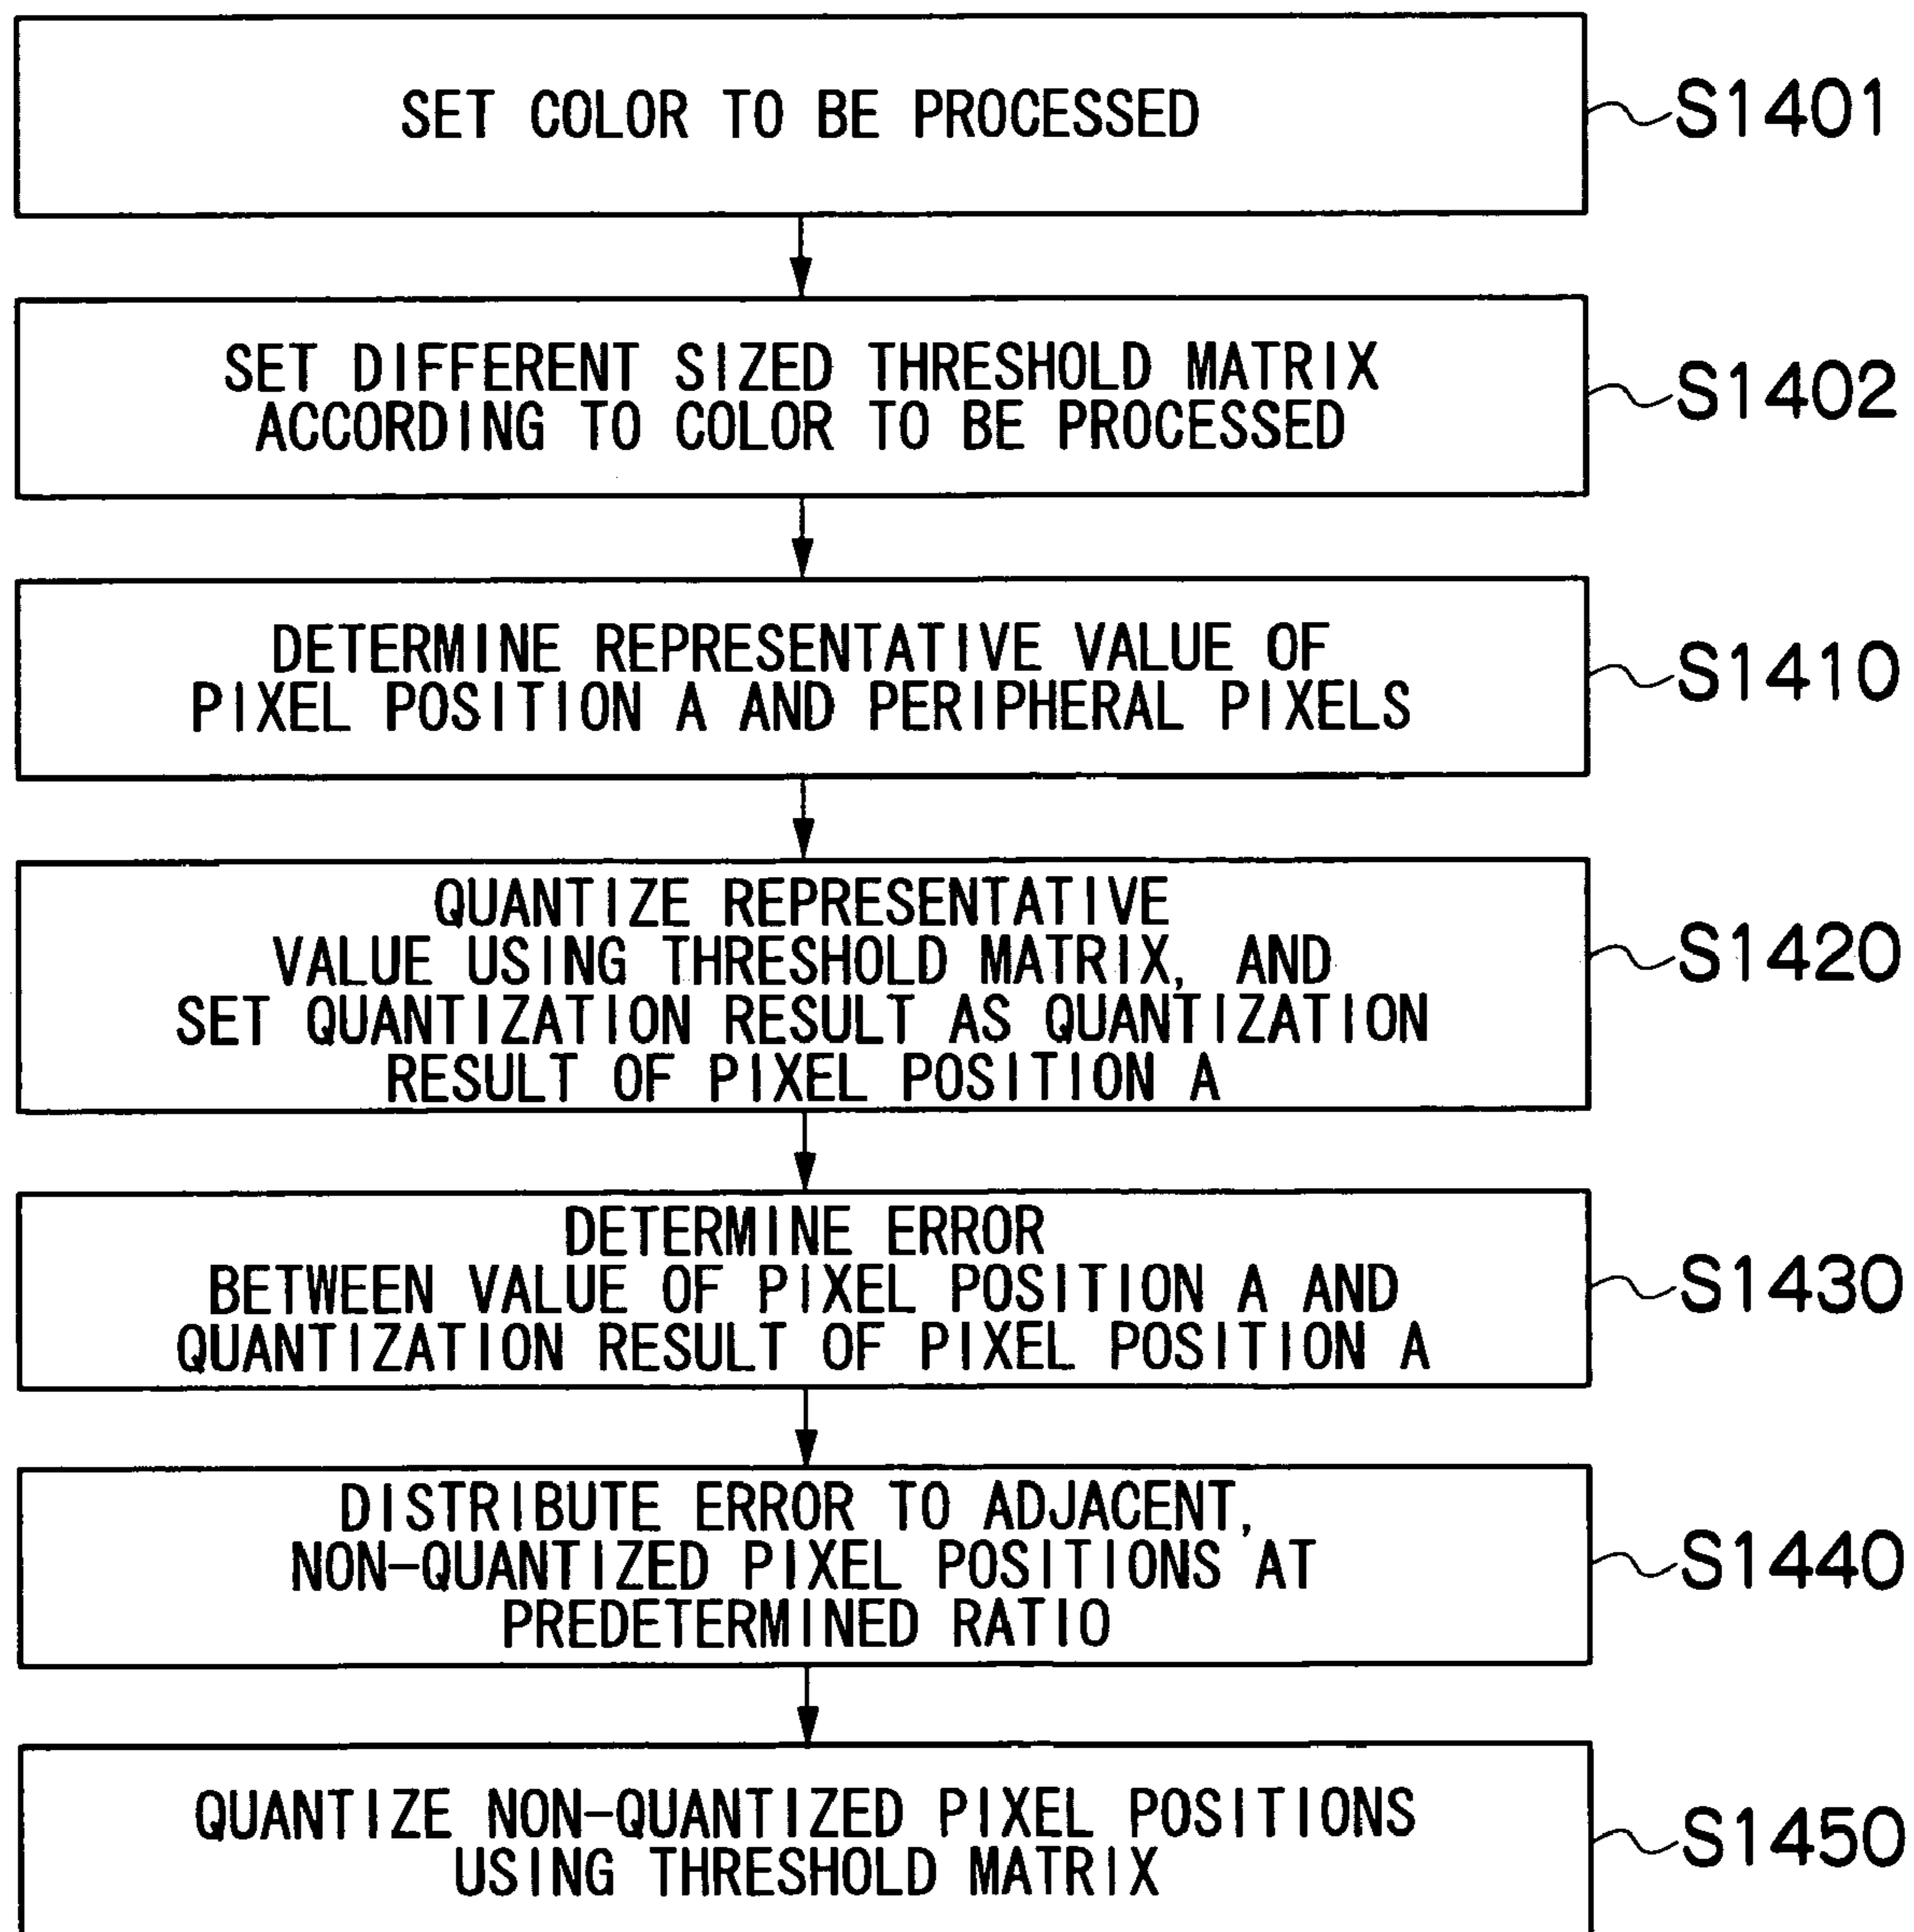 SET COLOR TO BE PROCESSED
S1401
SET DIFFERENT SIZED THRESHOLD MATRIX
ACCORDING TO COLOR TO BE PROCESSED
S1402
DETERMINE REPRESENTATIVE VALUE OF
PIXEL POSITION A AND PERIPHERAL PIXELS
S1410
QUANTIZE REPRESENTATIVE
VALUE USING THRESHOLD MATRIX, AND
SET QUANTIZATION RESULT AS QUANTIZATION
RESULT OF PIXEL POSITION A
S1420
DETERMINE ERROR
BETWEEN VALUE OF PIXEL POSITION A AND
QUANTIZATION RESULT OF PIXEL POSITION A
S1430
DISTRIBUTE ERROR TO ADJACENT,
NON-QUANTIZED PIXEL POSITIONS AT
PREDETERMINED RATIO
S1440
QUANTIZE NON-QUANTIZED PIXEL POSITIONS
USING THRESHOLD MATRIX
S1450